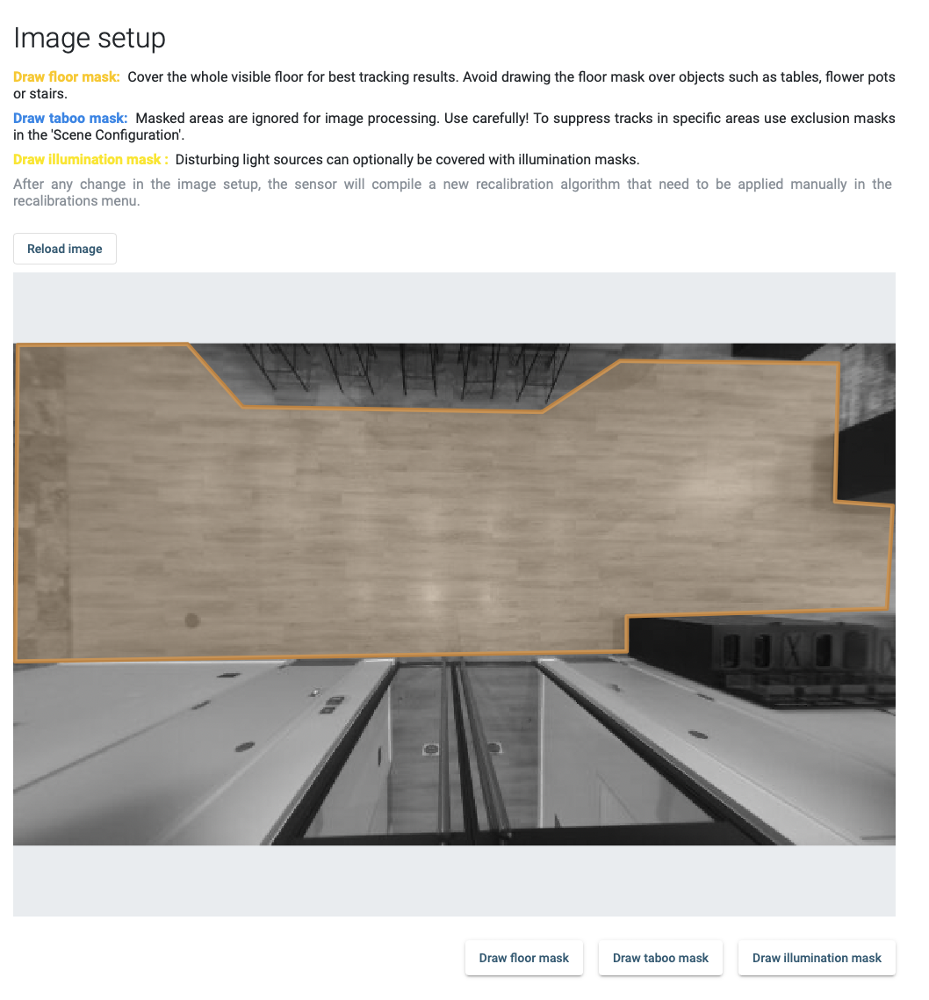 Image setup
Draw floor mask: Cover the whole visible floor for best tracking results. Avoid drawing the floor mask over objects such as tables, flower pots
or stairs.
Draw taboo mask: Masked areas are ignored for image processing. Use carefully! To suppress tracks in specific areas use exclusion masks
in the 'Scene Configuration'.
Draw illumination mask : Disturbing light sources can optionally be covered with illumination masks.
After any change in the image setup, the sensor will compile a new recalibration algorithm that need to be applied manually in the
recalibrations menu.
Reload image
Draw floor mask
Draw taboo mask
Draw illumination mask